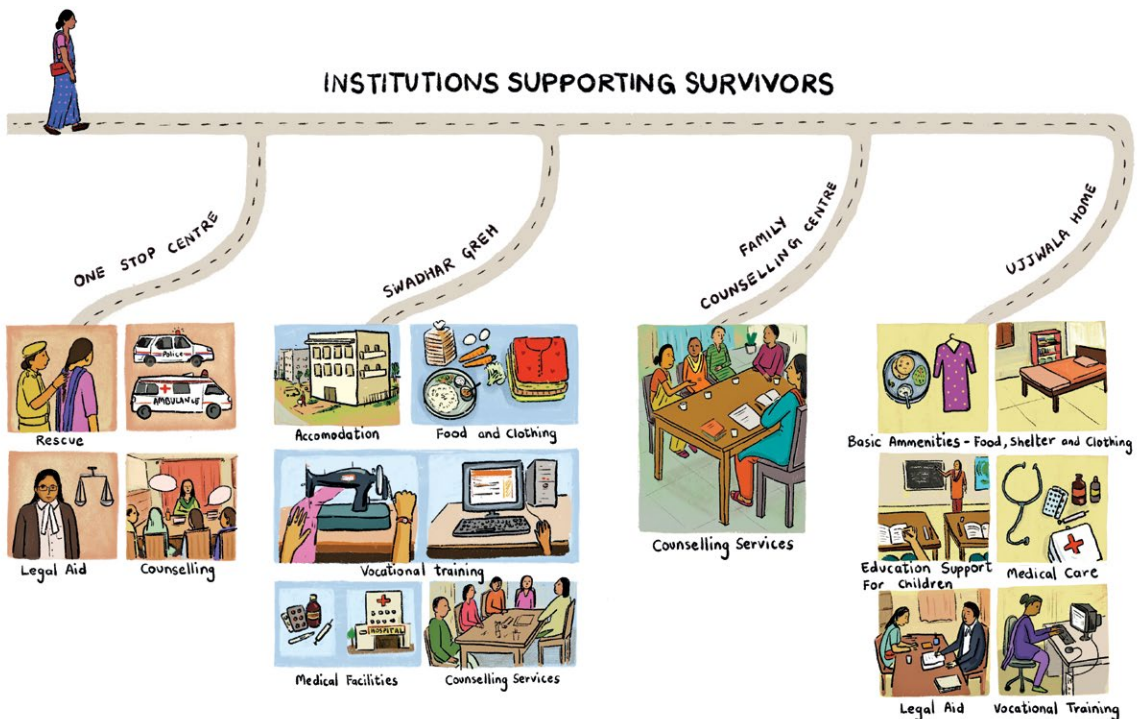 INSTITUTIONS SUPPORTING SURVIVORS
ONE STOP CENTRE
Police
AMBULANCE
Rescue
Legal Aid
Counselling
SWADHAR GREH
Accomodation
Food and Clothing
Vocational training
HOSPITAL
Medical Facilities
Counselling Services
FAMILY
COUNSELLING CENTRE
Counselling Services
UJJWALA HOME
Basic Ammenities - Food, Shelter and Clothing
Education Support
For Children
Medical Care
Legal Aid
Vocational Training